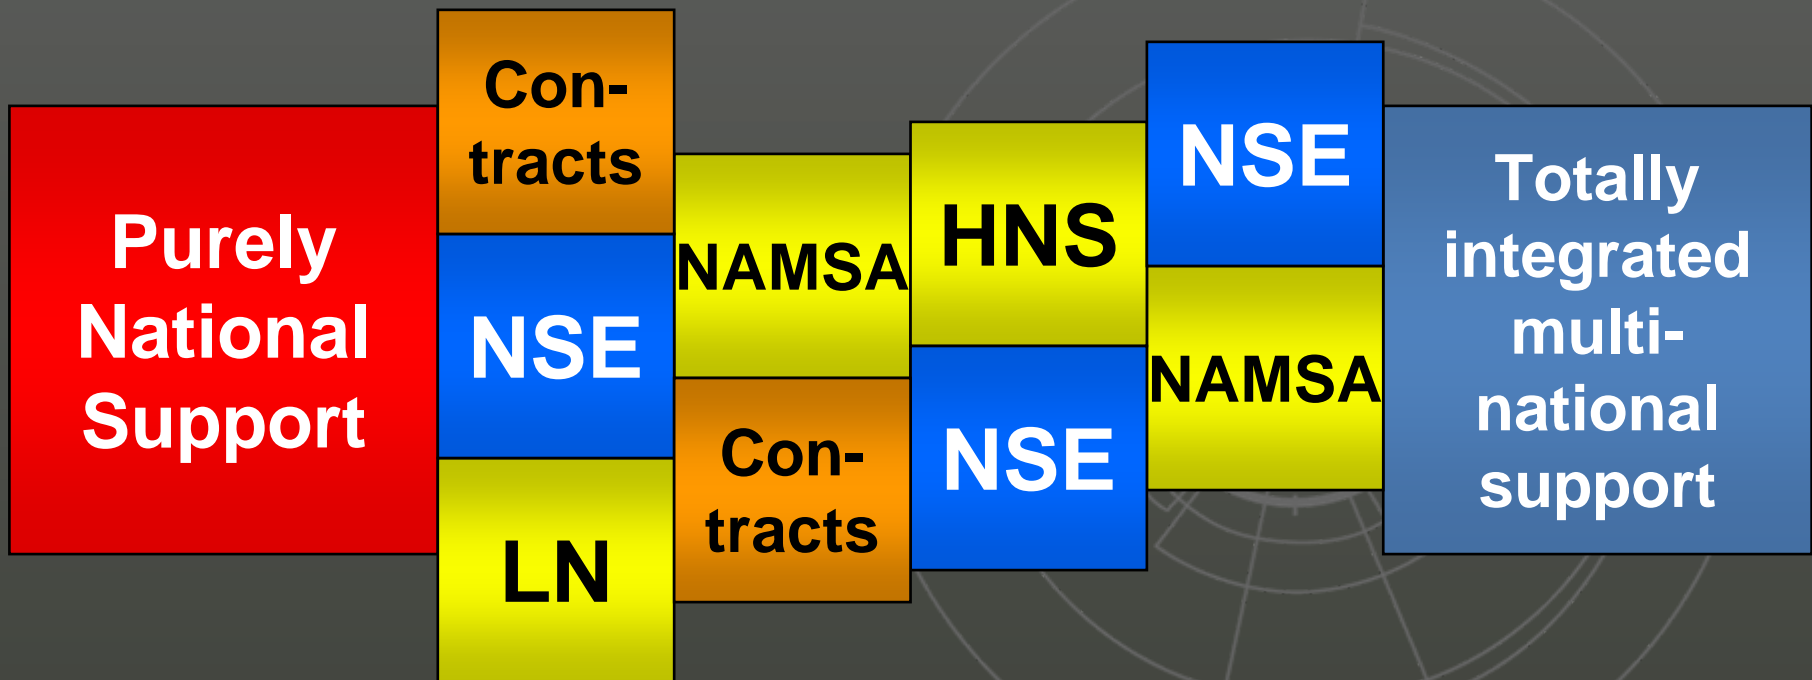 Purely
National
Support
Con-
tracts
NSE
LN
NAMSA
Con-
tracts
HNS
NSE
NSE
NAMSA
Totally
integrated
multi-
national
support